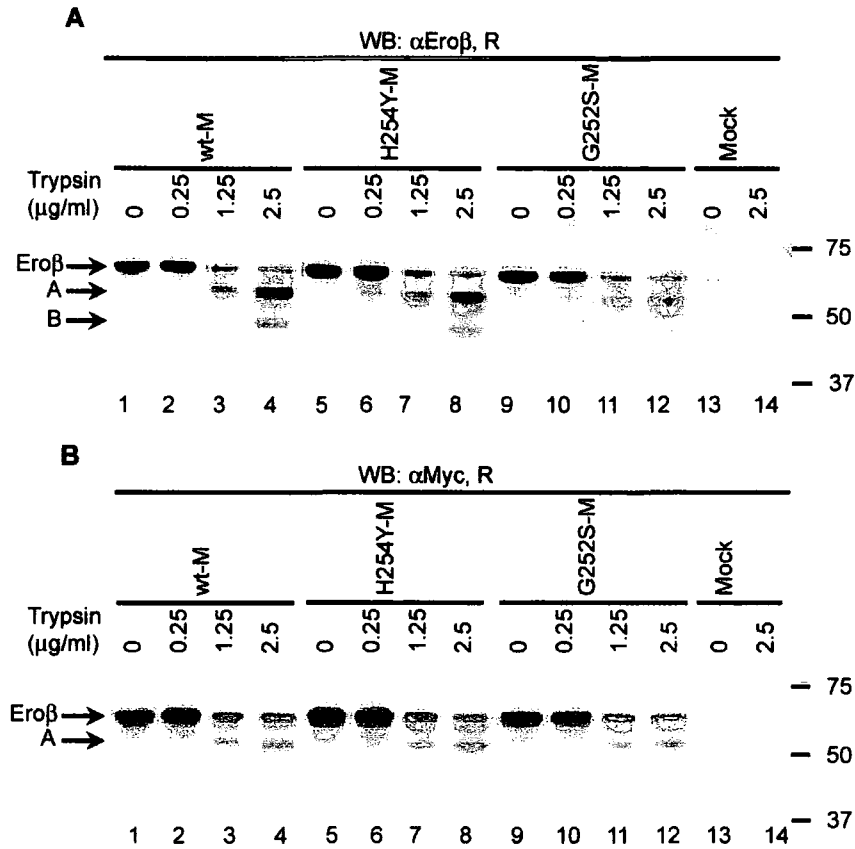 A
WB: αEroβ, R
wt-M
H254Y-M
G252S-M
Mock
Trypsin
(μg/ml)
0 0.25 1.25 2.5 0 0.25 1.25 2.5 0 0.25 1.25 2.5 0 2.5
75
Eroβ
A
B
50
37
1 2 3 4 5 6 7 8 9 10 11 12 13 14
B
WB: αMyc, R
wt-M
H254Y-M
G252S-M
Mock
Trypsin
(μg/ml)
0 0.25 1.25 2.5 0 0.25 1.25 2.5 0 0.25 1.25 2.5 0 2.5
75
Eroβ
A
50
37
1 2 3 4 5 6 7 8 9 10 11 12 13 14